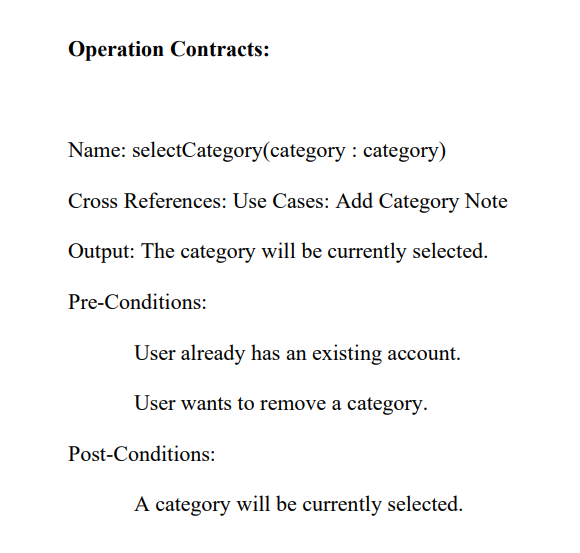 Operation Contracts:
Name: selectCategory(category : category)
Cross References: Use Cases: Add Category Note
Output: The category will be currently selected.
Pre-Conditions:
User already has an existing account.
User wants to remove a category.
Post-Conditions:
A category will be currently selected.